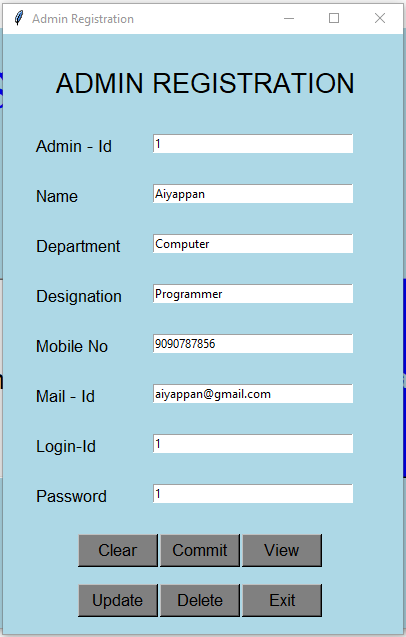 Admin Registration
ADMIN REGISTRATION
Admin - Id 1
Name Aiyappan
Department Computer
Designation Programmer
Mobile No 9090787856
Mail - Id aiyappan@gmail.com
Login-Id 1
Password 1
Clear Commit View
Update Delete Exit